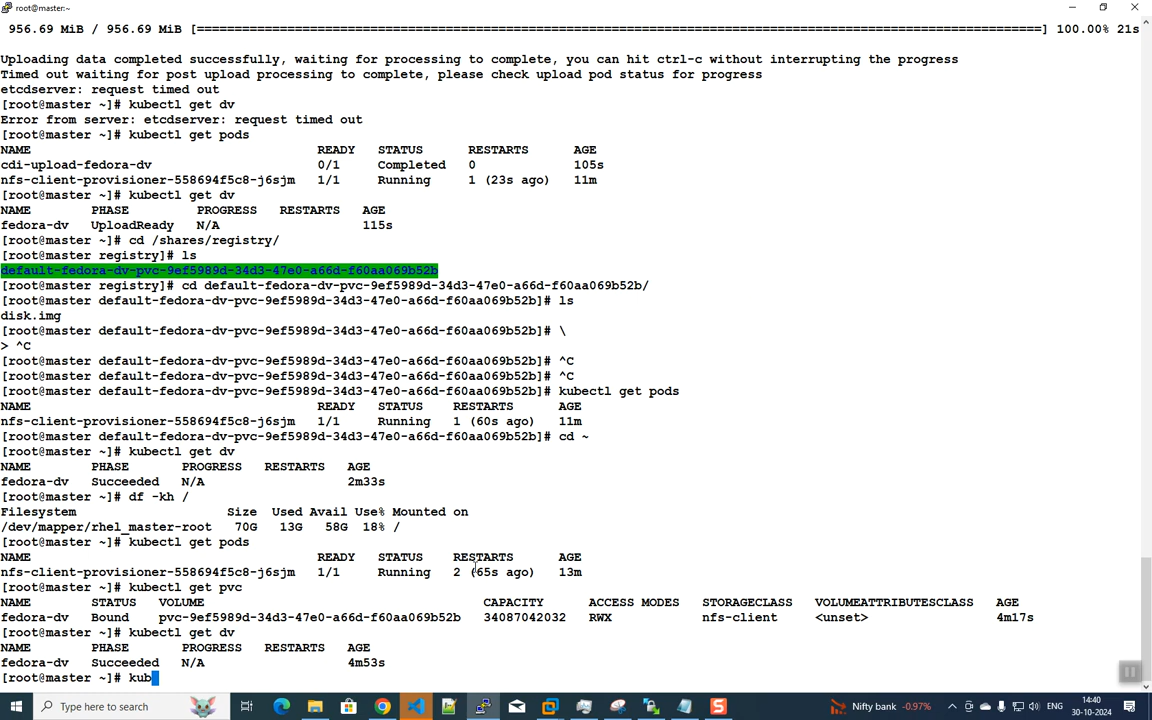 root@master:~
956.69 MiB / 956.69 MiB [==========================================================================================] 100.00% 21s
Uploading data completed successfully, waiting for processing to complete, you can hit ctrl-c without interrupting the progress
Timed out waiting for post upload processing to complete, please check upload pod status for progress
etcdserver: request timed out
[root@master ~]# kubectl get dv
Error from server: etcdserver: request timed out
[root@master ~]# kubectl get pods
NAME READY STATUS RESTARTS AGE
cdi-upload-fedora-dv 0/1 Completed 0 105s
nfs-client-provisioner-558694f5c8-j6sjm 1/1 Running 1 (23s ago) 11m
[root@master ~]# kubectl get dv
NAME PHASE PROGRESS RESTARTS AGE
fedora-dv UploadReady N/A 115s
[root@master ~]# cd /shares/registry/
[root@master registry]# ls
default-fedora-dv-pvc-9ef5989d-34d3-47e0-a66d-f60aa069b52b
[root@master registry]# cd default-fedora-dv-pvc-9ef5989d-34d3-47e0-a66d-f60aa069b52b/
[root@master default-fedora-dv-pvc-9ef5989d-34d3-47e0-a66d-f60aa069b52b]# ls
disk.img
[root@master default-fedora-dv-pvc-9ef5989d-34d3-47e0-a66d-f60aa069b52b]# \
> ^C
[root@master default-fedora-dv-pvc-9ef5989d-34d3-47e0-a66d-f60aa069b52b]# ^C
[root@master default-fedora-dv-pvc-9ef5989d-34d3-47e0-a66d-f60aa069b52b]# ^C
[root@master default-fedora-dv-pvc-9ef5989d-34d3-47e0-a66d-f60aa069b52b]# kubectl get pods
NAME READY STATUS RESTARTS AGE
nfs-client-provisioner-558694f5c8-j6sjm 1/1 Running 1 (60s ago) 11m
[root@master default-fedora-dv-pvc-9ef5989d-34d3-47e0-a66d-f60aa069b52b]# cd ~
[root@master ~]# kubectl get dv
NAME PHASE PROGRESS RESTARTS AGE
fedora-dv Succeeded N/A 2m33s
[root@master ~]# df -kh /
Filesystem Size Used Avail Use% Mounted on
/dev/mapper/rhel_master-root 70G 13G 58G 18% /
[root@master ~]# kubectl get pods
NAME READY STATUS RESTARTS AGE
nfs-client-provisioner-558694f5c8-j6sjm 1/1 Running 2 (65s ago) 13m
[root@master ~]# kubectl get pvc
NAME STATUS VOLUME CAPACITY ACCESS MODES STORAGECLASS VOLUMEATTRIBUTESCLASS AGE
fedora-dv Bound pvc-9ef5989d-34d3-47e0-a66d-f60aa069b52b 34087042032 RWX nfs-client <unset> 4m17s
[root@master ~]# kubectl get dv
NAME PHASE PROGRESS RESTARTS AGE
fedora-dv Succeeded N/A 4m53s
[root@master ~]# kub
Type here to search
Nifty bank -0.97%
ENG
14:40
30-10-2024